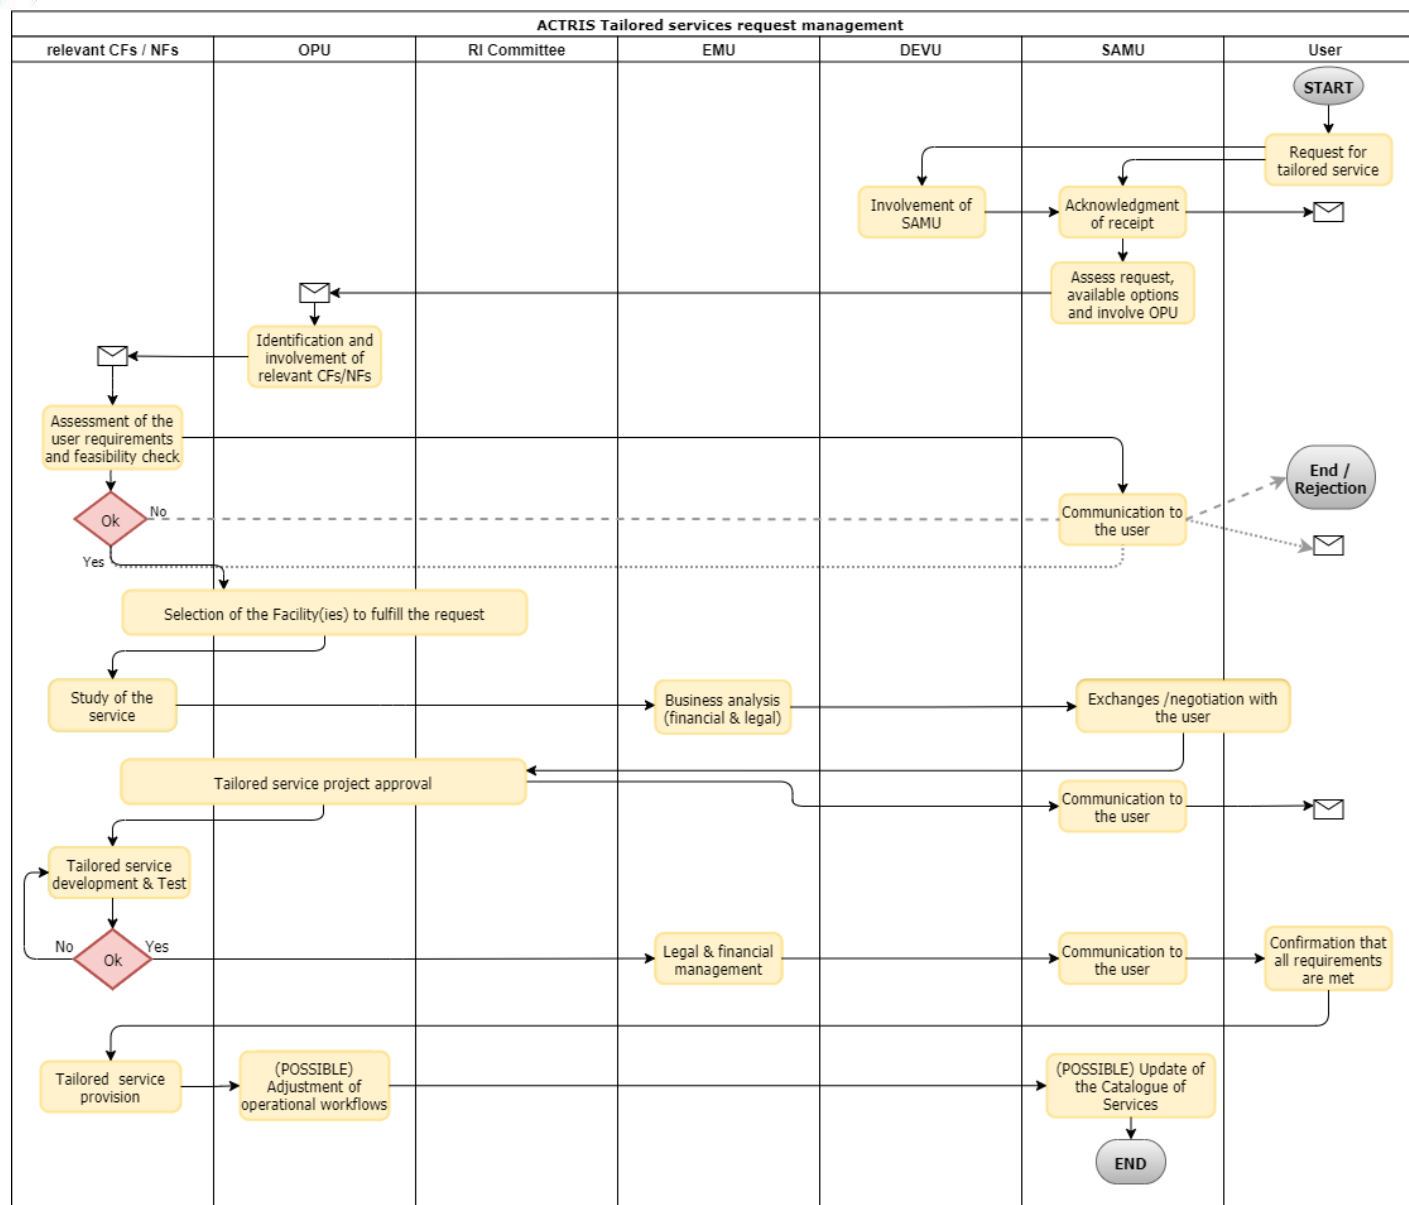 ACTRIS Tailored services request management
relevant CFs / NFs
OPU
RI Committee
EMU
DEVU
SAMU
User
START
Request for
tailored service
Involvement of
SAMU
Acknowledgment
of receipt
Assess request,
available options
and involve OPU
Identification and
involvement of
relevant CFs/NFs
Assessment of the
user requirements
and feasibility check
End /
Rejection
Ok
No
Communication to
the user
Yes
Selection of the Facility(ies) to fulfill the request
Study of the
service
Business analysis
(financial & legal)
Exchanges /negotiation with
the user
Tailored service project approval
Communication to
the user
Tailored service
development & Test
No
Ok
Yes
Legal & financial
management
Communication to
the user
Confirmation that
all requirements
are met
Tailored service
provision
(POSSIBLE)
Adjustment of
operational workflows
(POSSIBLE) Update of
the Catalogue of
Services
END